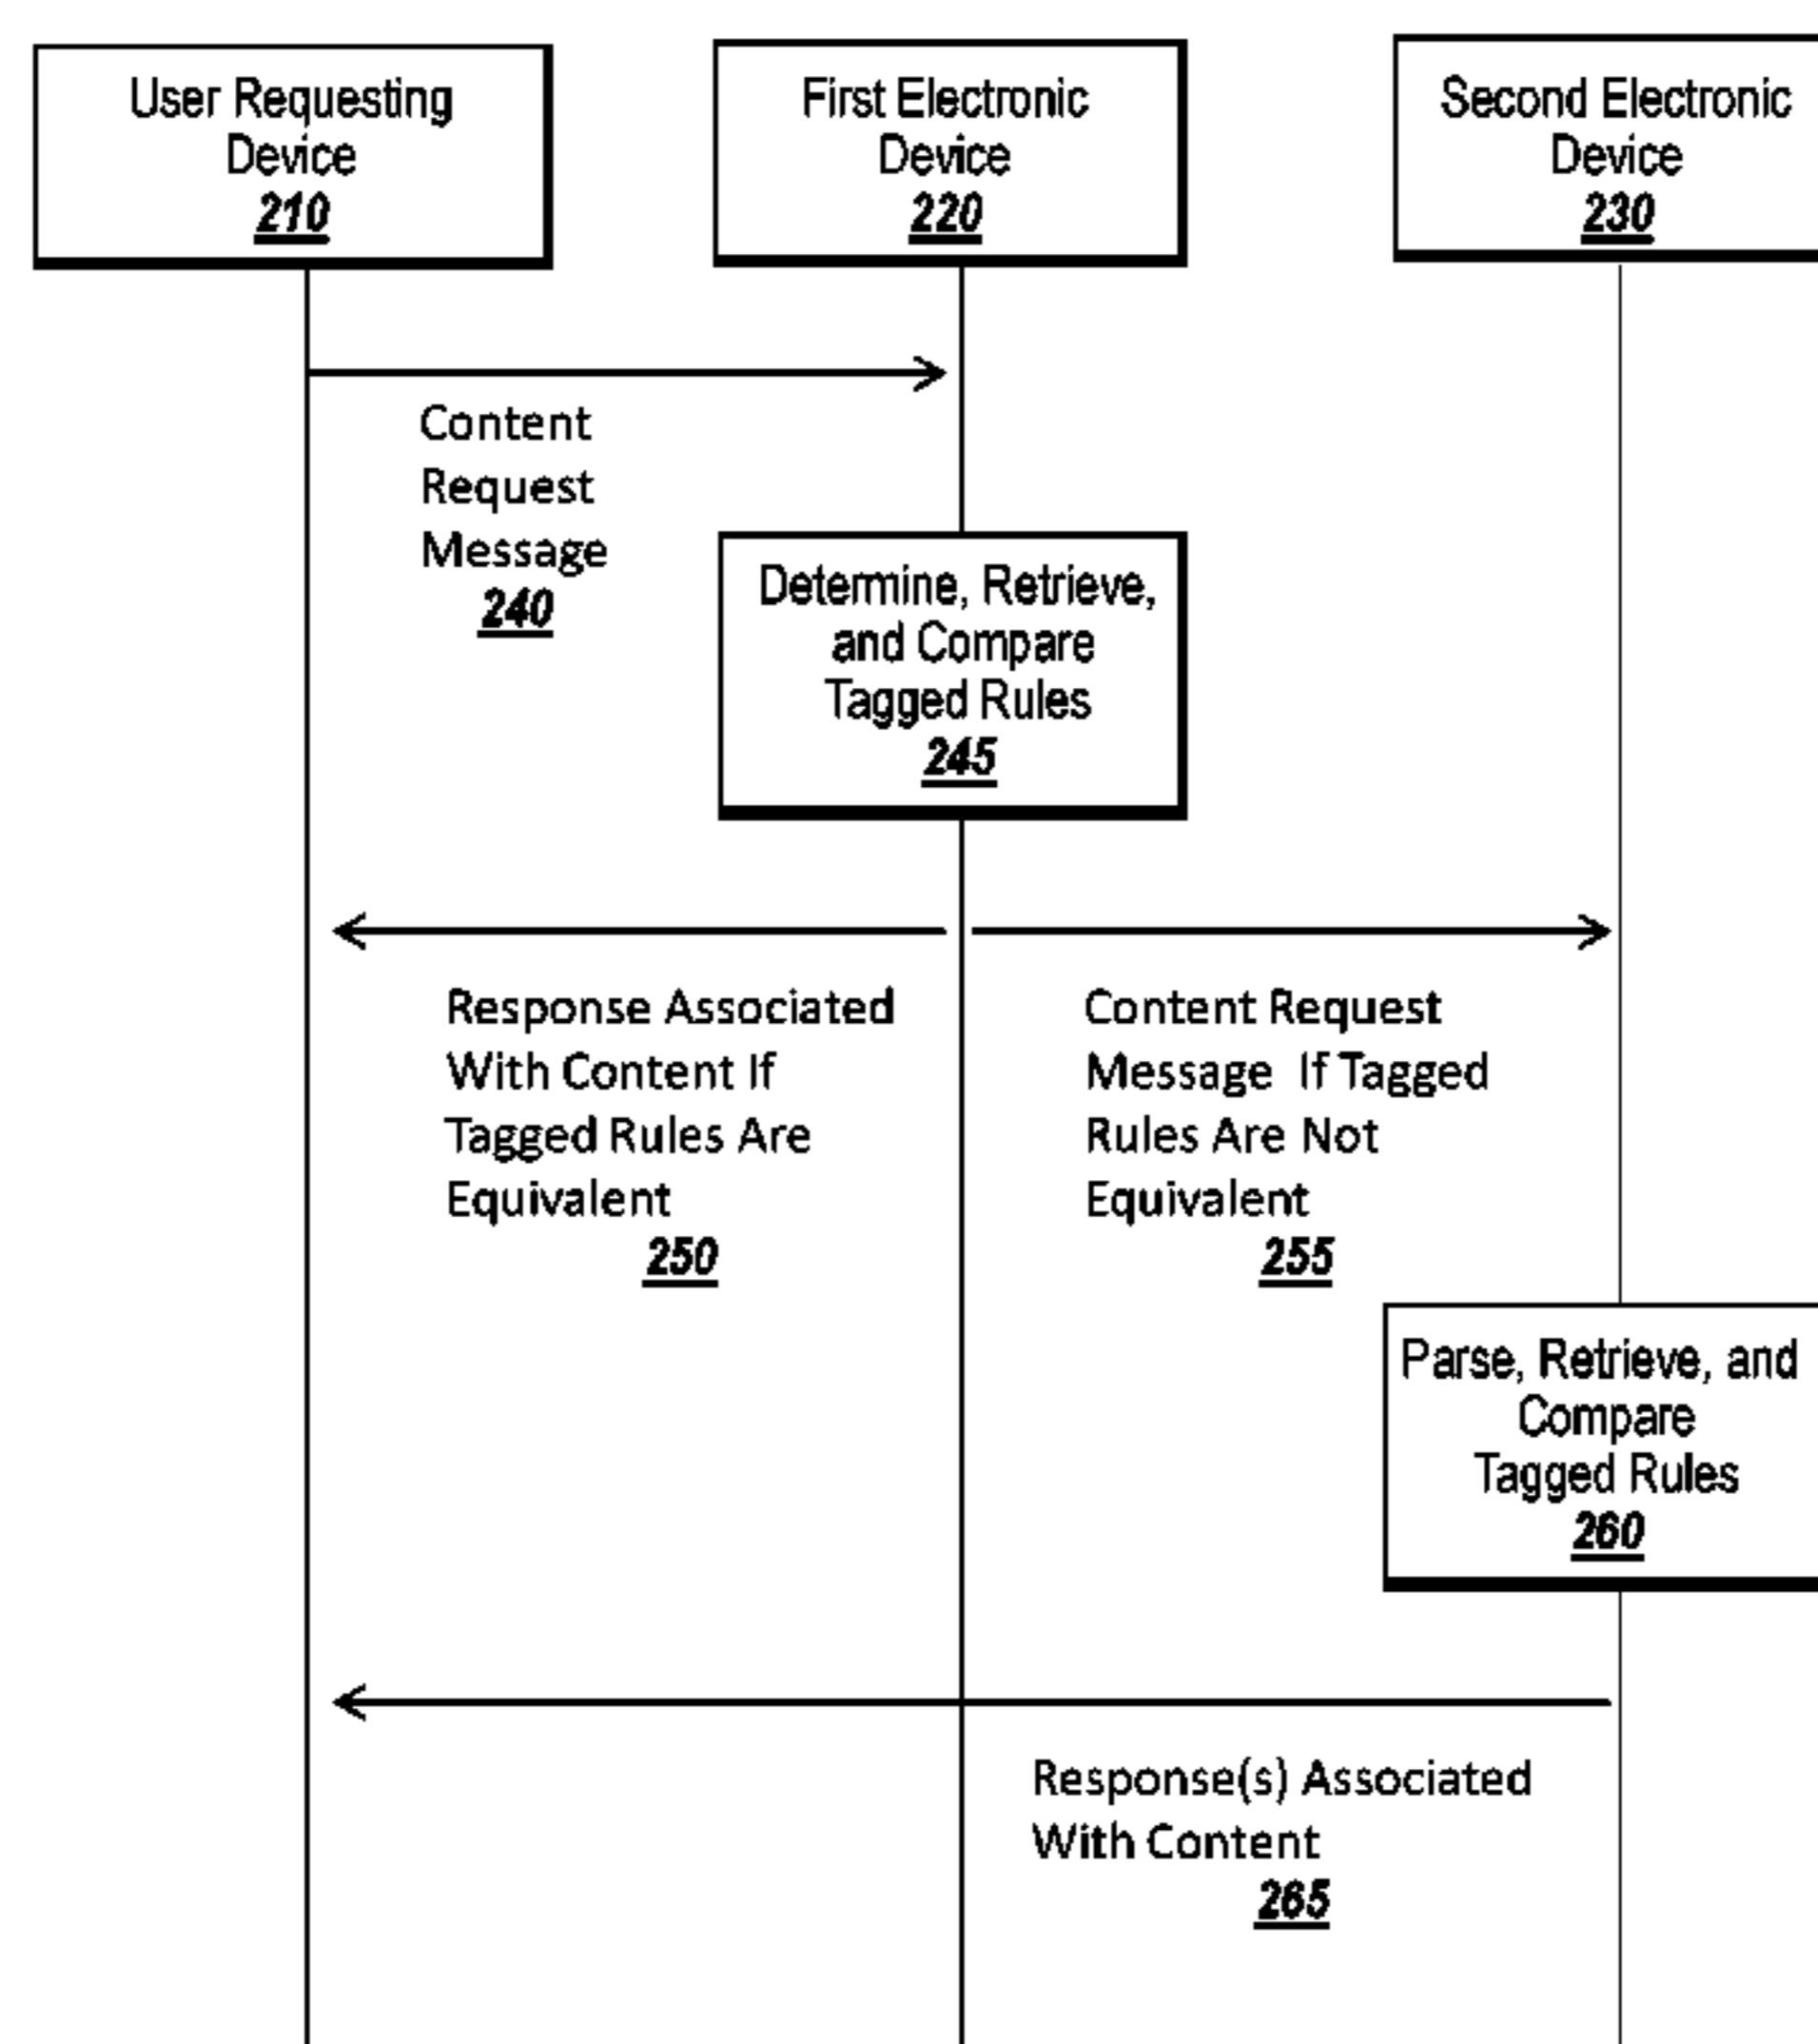 User Requesting
Device
210
First Electronic
Device
220
Second Electronic
Device
230
Content
Request
Message
240
Determine, Retrieve,
and Compare
Tagged Rules
245
Response Associated
With Content If
Tagged Rules Are
Equivalent
250
Content Request
Message If Tagged
Rules Are Not
Equivalent
255
Parse, Retrieve, and
Compare
Tagged Rules
260
Response(s) Associated
With Content
265